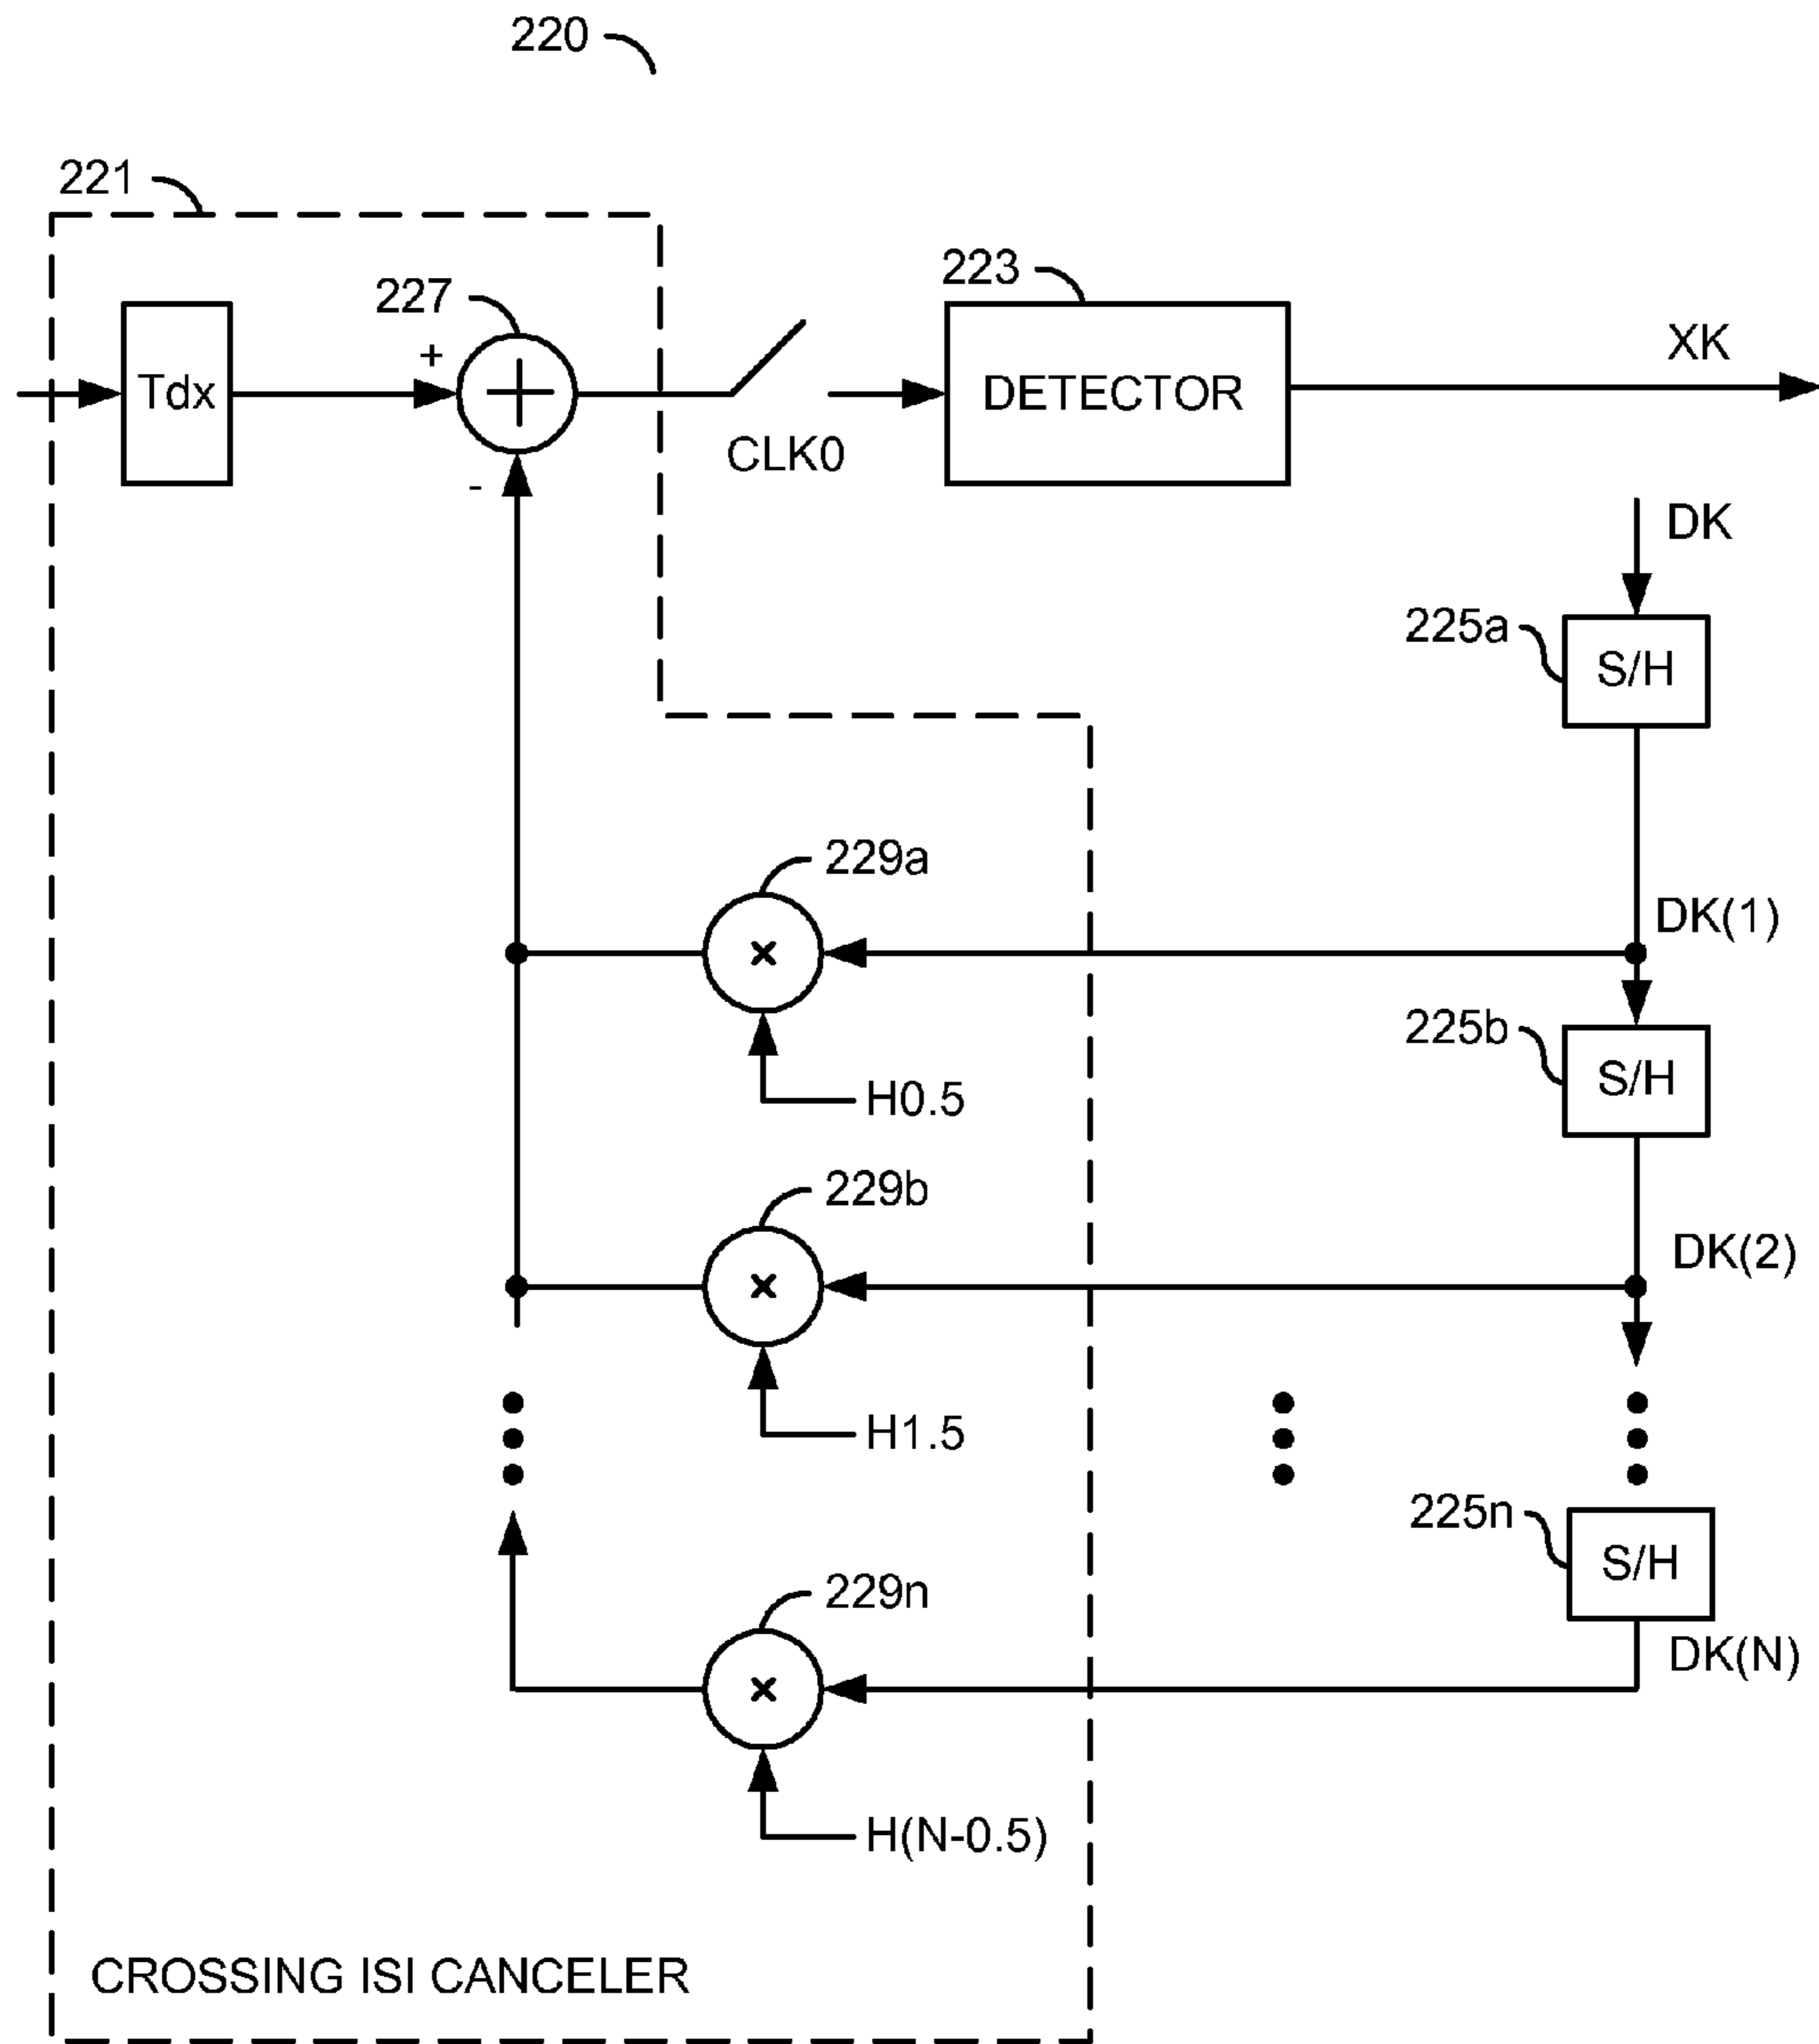 220
221
227
223
Tdx
+
+
-
CLK0
DETECTOR
XK
DK
225a
S/H
229a
×
DK(1)
H0.5
225b
S/H
229b
×
DK(2)
H1.5
225n
S/H
229n
×
DK(N)
H(N-0.5)
CROSSING ISI CANCELER